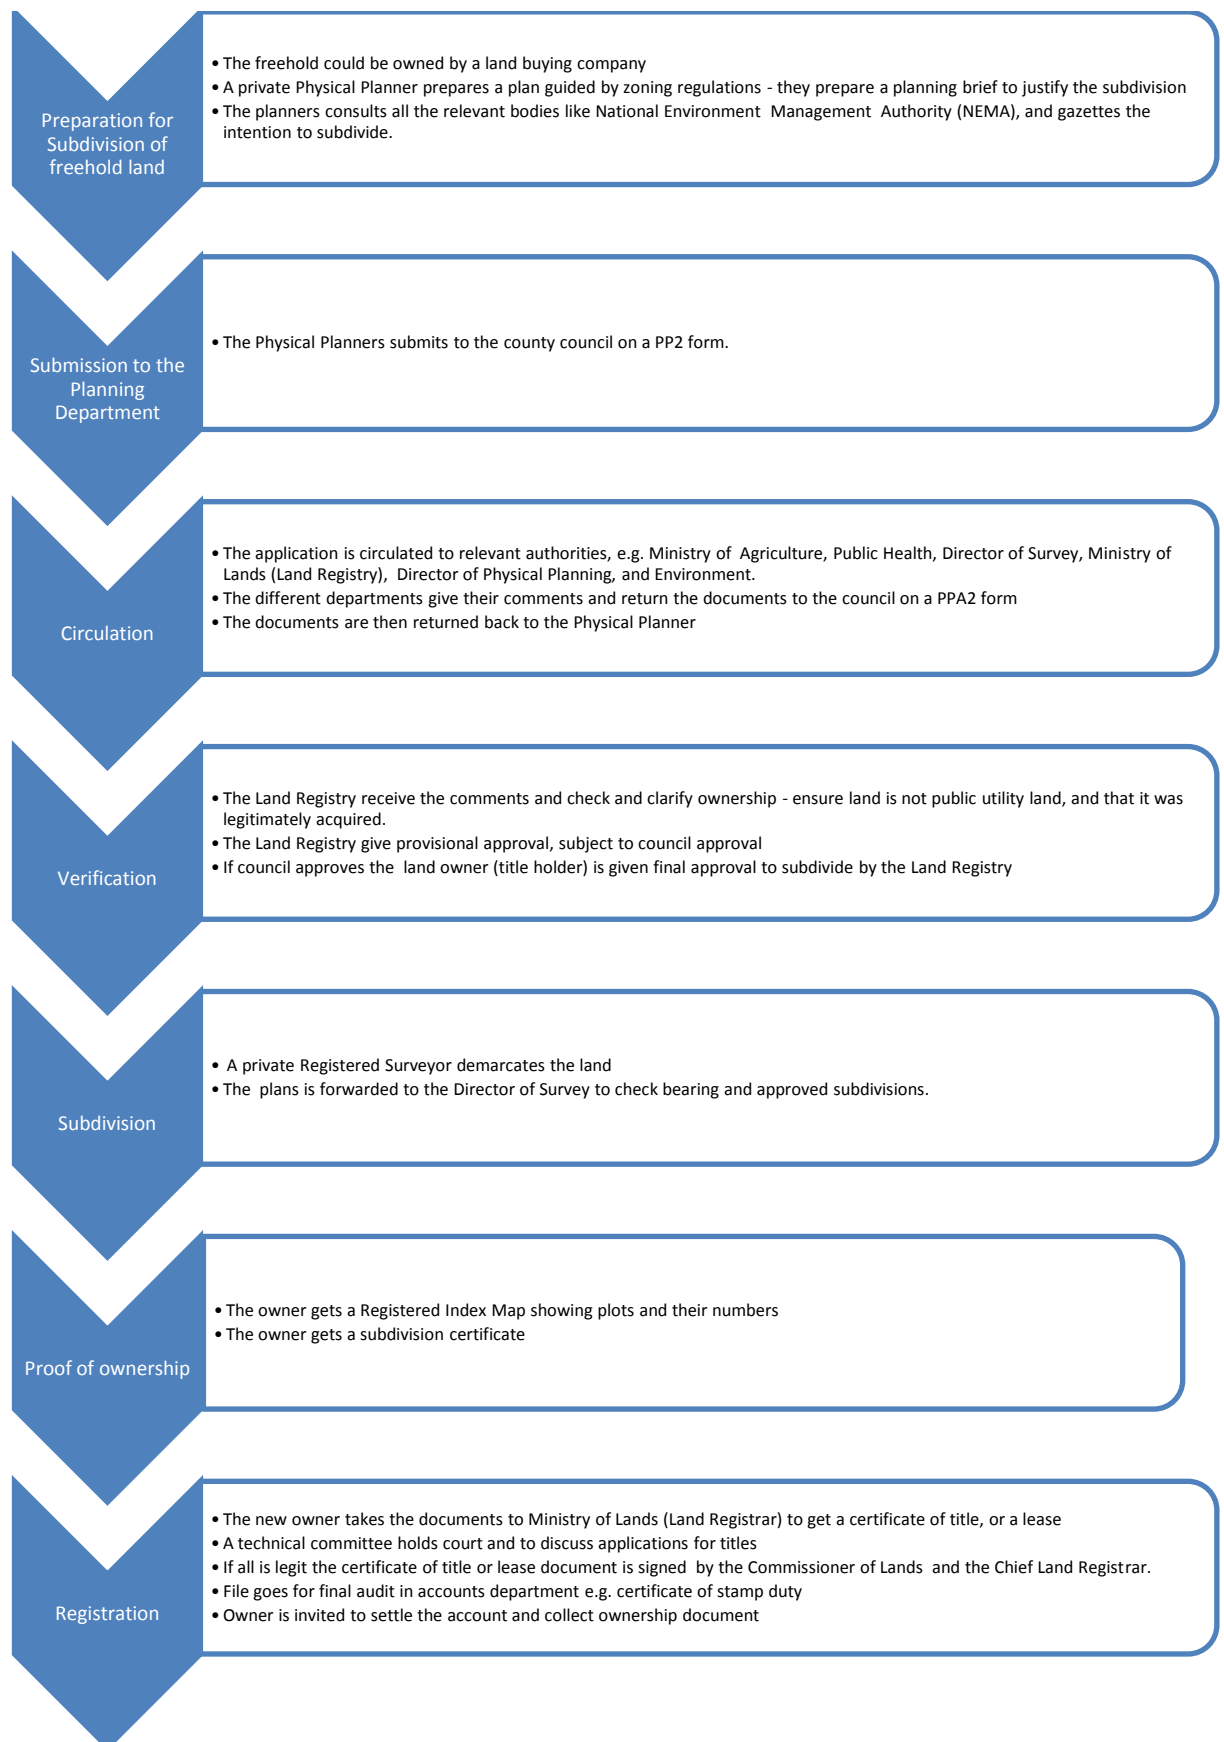 Preparation for
Subdivision of
freehold land
• The freehold could be owned by a land buying company
• A private Physical Planner prepares a plan guided by zoning regulations - they prepare a planning brief to justify the subdivision
• The planners consults all the relevant bodies like National Environment Management Authority (NEMA), and gazettes the
intention to subdivide.
Submission to the
Planning
Department
• The Physical Planners submits to the county council on a PP2 form.
Circulation
• The application is circulated to relevant authorities, e.g. Ministry of Agriculture, Public Health, Director of Survey, Ministry of
Lands (Land Registry), Director of Physical Planning, and Environment.
• The different departments give their comments and return the documents to the council on a PPA2 form
• The documents are then returned back to the Physical Planner
Verification
• The Land Registry receive the comments and check and clarify ownership - ensure land is not public utility land, and that it was
legitimately acquired.
• The Land Registry give provisional approval, subject to council approval
• If council approves the land owner (title holder) is given final approval to subdivide by the Land Registry
Subdivision
• A private Registered Surveyor demarcates the land
• The plans is forwarded to the Director of Survey to check bearing and approved subdivisions.
Proof of ownership
• The owner gets a Registered Index Map showing plots and their numbers
• The owner gets a subdivision certificate
Registration
• The new owner takes the documents to Ministry of Lands (Land Registrar) to get a certificate of title, or a lease
• A technical committee holds court and to discuss applications for titles
• If all is legit the certificate of title or lease document is signed by the Commissioner of Lands and the Chief Land Registrar.
• File goes for final audit in accounts department e.g. certificate of stamp duty
• Owner is invited to settle the account and collect ownership document